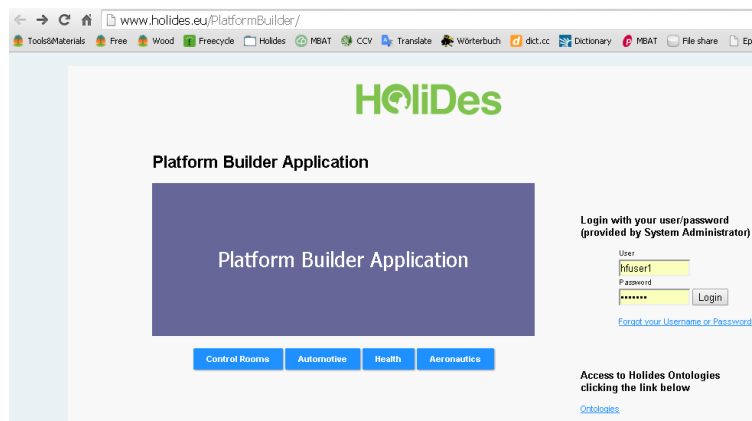 www.holides.eu/PlatformBuilder/
Tools&Materials Free Wood Freecycle Holides MBAT CCV Translate Wörterbuch dict.cc Dictionary MBAT File share Ep
HoliDes
Platform Builder Application
Platform Builder Application
Control Rooms Automotive Health Aeronautics
Login with your user/password
(provided by System Administrator)
User
hfuser1
Password
•••••••
Login
Forgot your Username or Password
Access to Holides Ontologies
clicking the link below
Ontologies